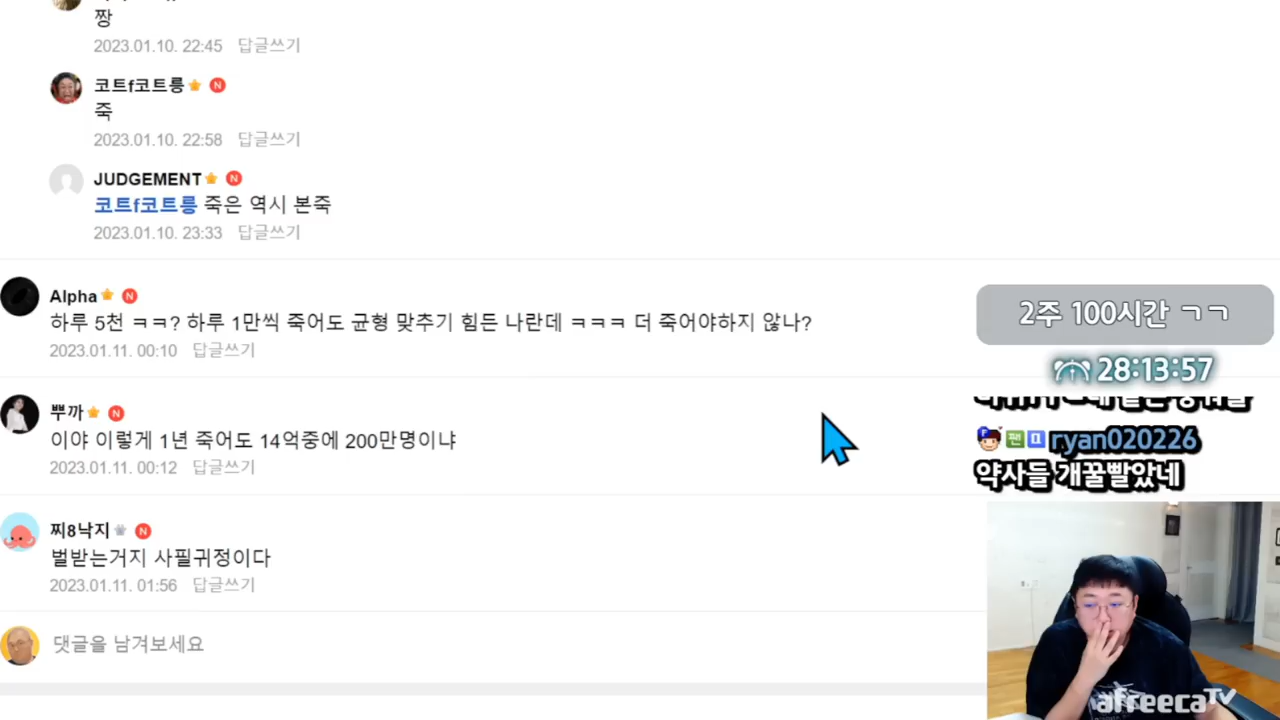 짱
2023.01.10. 22:45 답글쓰기
코트f코트릉 N
죽
2023.01.10. 22:58 답글쓰기
JUDGEMENT N
코트f코트릉 죽은 역시 본죽
2023.01.10. 23:33 답글쓰기
Alpha N
하루 5천 ㅋㅋ? 하루 1만씩 죽어도 균형 맞추기 힘든 나란데 ㅋㅋㅋ 더 죽어야하지 않나?
2023.01.11. 00:10 답글쓰기
뿌까 N
이야 이렇게 1년 죽어도 14억중에 200만명이냐
2023.01.11. 00:12 답글쓰기
찌8낙지 N
벌받는거지 사필귀정이다
2023.01.11. 01:56 답글쓰기
댓글을 남겨보세요
2주 100시간 ㄱㄱ
28:13:57
F 팬 ryan020226
약사들 개꿀빨았네
afreecaTV